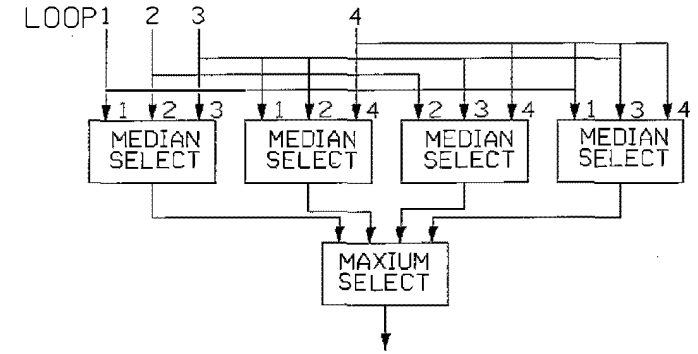 LOOP1 2 3 4
1 2 3 1 2 4 2 3 4 1 3 4
MEDIAN SELECT
MEDIAN SELECT
MEDIAN SELECT
MEDIAN SELECT
MAXIUM
SELECT